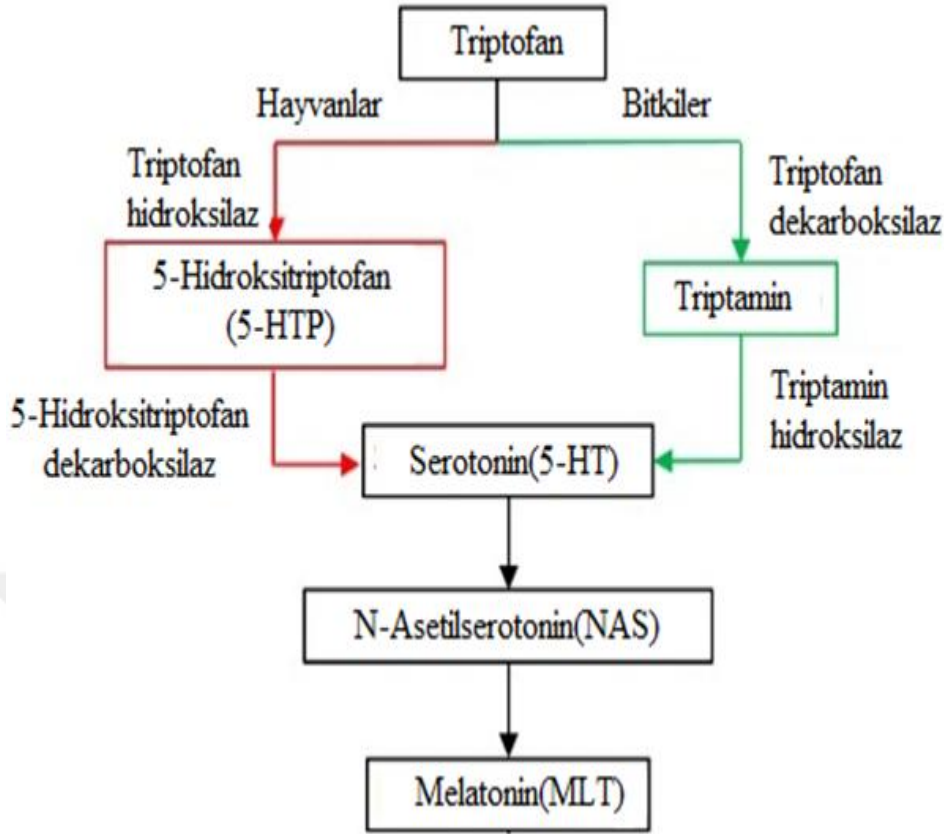 Triptofan
Hayvanlar
Bitkiler
Triptofan
hidroksilaz
Triptofan
dekarboksilaz
5-Hidroksitriptofan
(5-HTP)
Triptamin
5-Hidroksitriptofan
dekarboksilaz
Triptamin
hidroksilaz
Serotonin(5-HT)
N-Asetilserotonin(NAS)
Melatonin(MLT)